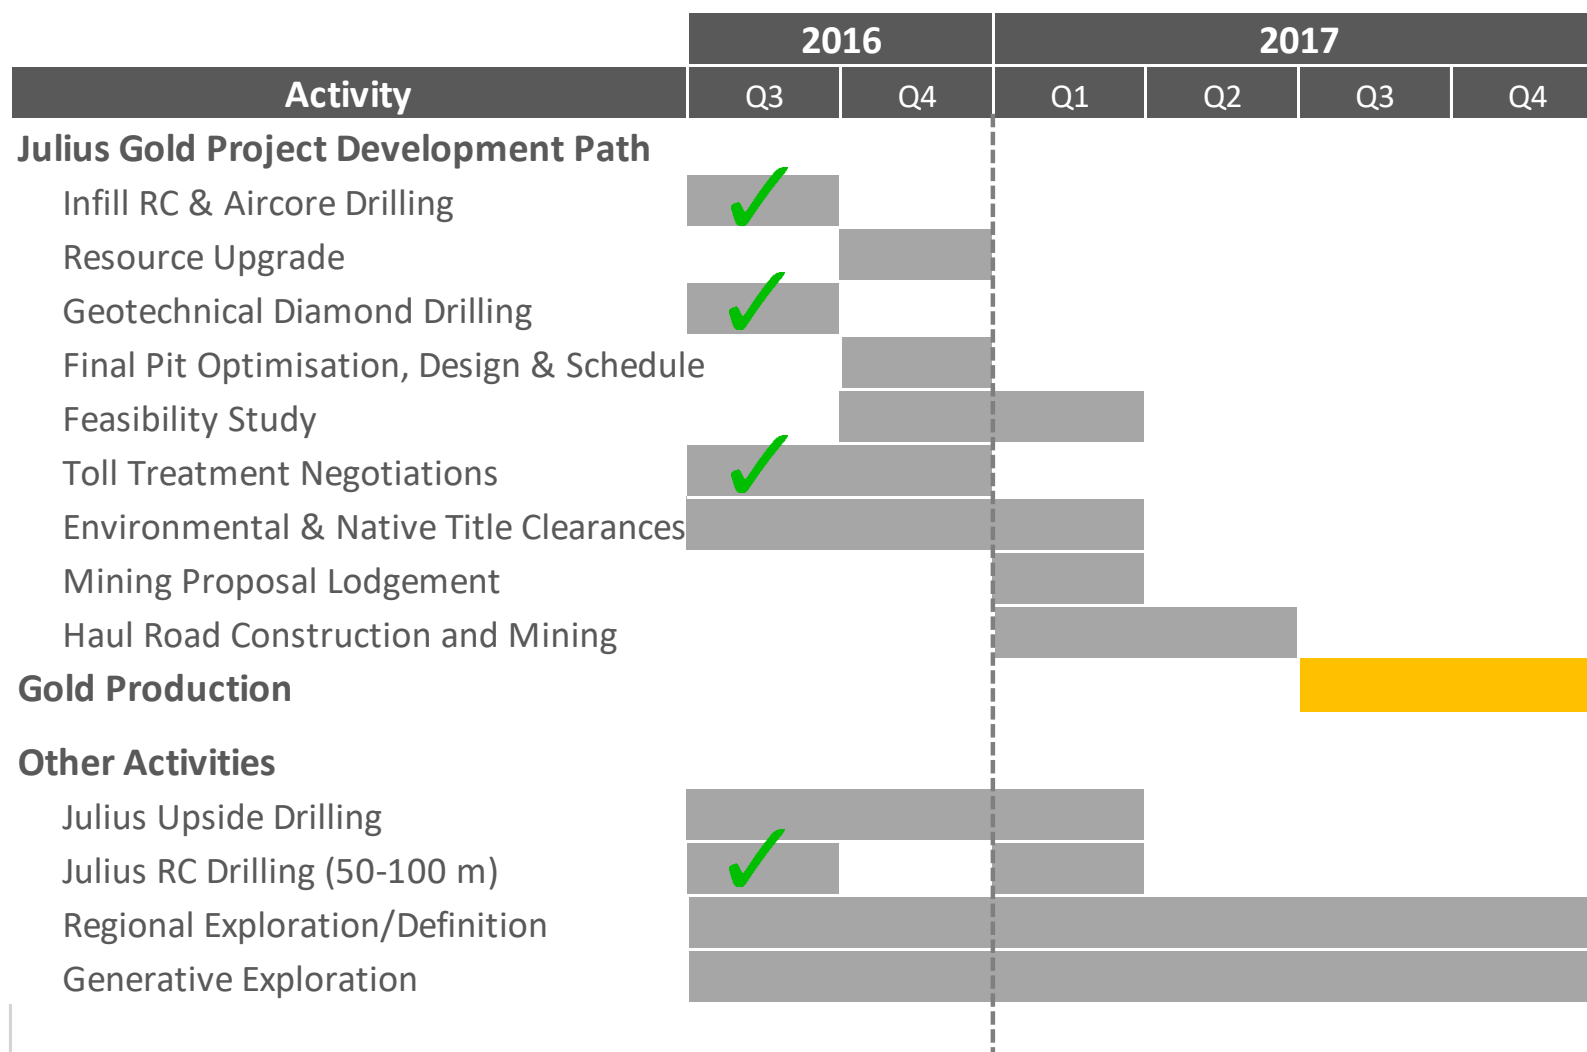 2016 2017
Activity Q3 Q4 Q1 Q2 Q3 Q4
Julius Gold Project Development Path
Infill RC & Aircore Drilling
Resource Upgrade
Geotechnical Diamond Drilling
Final Pit Optimisation, Design & Schedule
Feasibility Study
Toll Treatment Negotiations
Environmental & Native Title Clearances
Mining Proposal Lodgement
Haul Road Construction and Mining
Gold Production
Other Activities
Julius Upside Drilling
Julius RC Drilling (50-100 m)
Regional Exploration/Definition
Generative Exploration